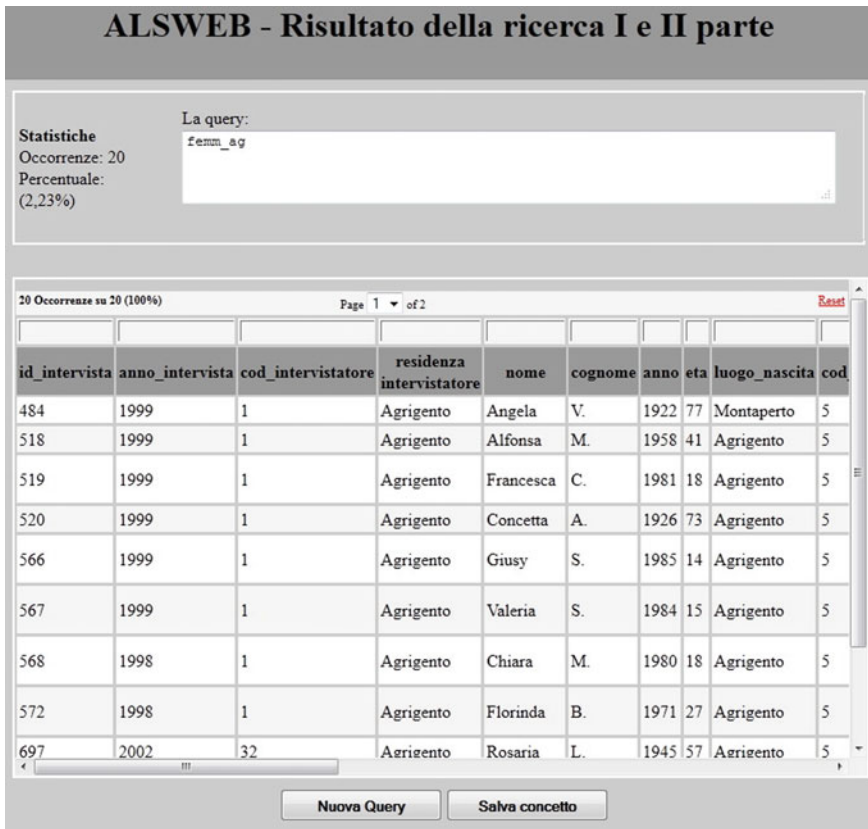 ALSWEB - Risultato della ricerca I e II parte
Statistiche
Occorrenze: 20
Percentuale:
(2,23%)
La query:
femm_ag
20 Occorrenze su 20 (100%) Page 1 of 2 Reset
id_intervista anno_intervista cod_intervistatore residenza intervistatore nome cognome anno eta luogo_nascita cod_
484 1999 1 Agrigento Angela V. 1922 77 Montaperto 5
518 1999 1 Agrigento Alfonsa M. 1958 41 Agrigento 5
519 1999 1 Agrigento Francesca C. 1981 18 Agrigento 5
520 1999 1 Agrigento Concetta A. 1926 73 Agrigento 5
566 1999 1 Agrigento Giusy S. 1985 14 Agrigento 5
567 1999 1 Agrigento Valeria S. 1984 15 Agrigento 5
568 1998 1 Agrigento Chiara M. 1980 18 Agrigento 5
572 1998 1 Agrigento Florinda B. 1971 27 Agrigento 5
697 2002 32 Agrigento Rosaria L. 1945 57 Agrigento 5
Nuova Query Salva concetto